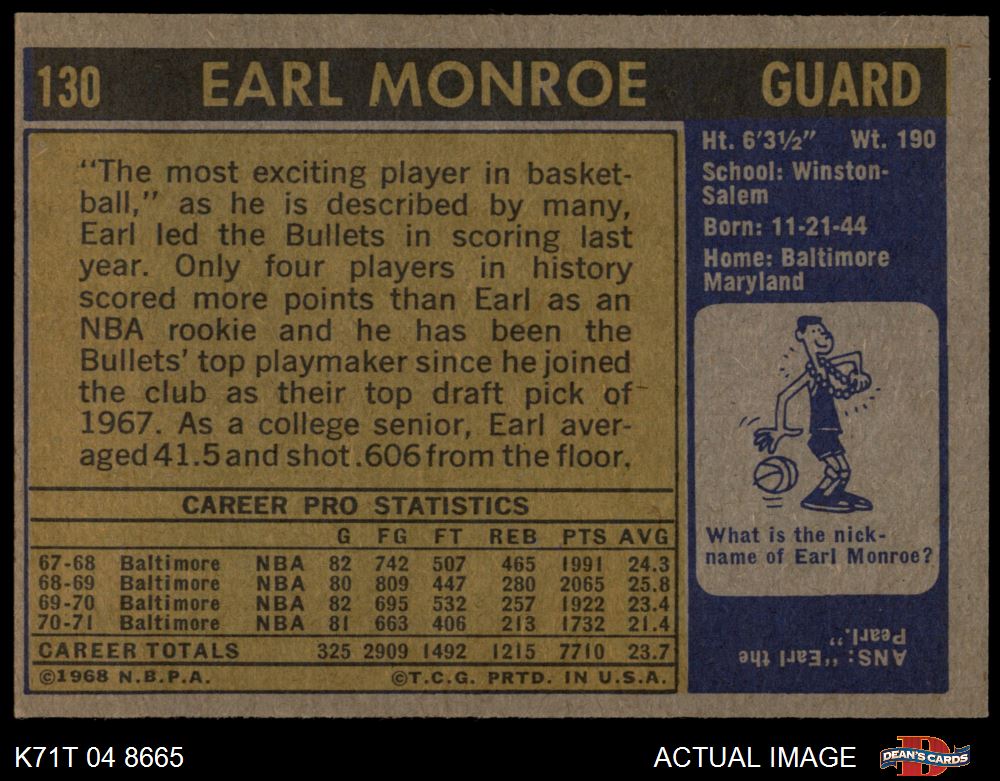 130 EARL MONROE GUARD
"The most exciting player in basket-
ball," as he is described by many,
Earl led the Bullets in scoring last
year. Only four players in history
scored more points than Earl as an
NBA rookie and he has been the
Bullets' top playmaker since he joined
the club as their top draft pick of
1967. As a college senior, Earl aver-
aged 41.5 and shot .606 from the floor.
CAREER PRO STATISTICS
G FG FT REB PTS AVG
67-68 Baltimore NBA 82 742 507 465 1991 24.3
68-69 Baltimore NBA 80 809 447 280 2065 25.8
69-70 Baltimore NBA 82 695 532 257 1922 23.4
70-71 Baltimore NBA 81 663 406 213 1732 21.4
CAREER TOTALS 325 2909 1492 1215 7710 23.7
©1968 N.B.P.A. ©T.C.G. PRTD. IN U.S.A.
Ht. 6'3½" Wt. 190
School: Winston-
Salem
Born: 11-21-44
Home: Baltimore
Maryland
What is the nick-
name of Earl Monroe?
ANS: "Earl the
Pearl."
K71T 04 8665 ACTUAL IMAGE DEAN'S CARDS